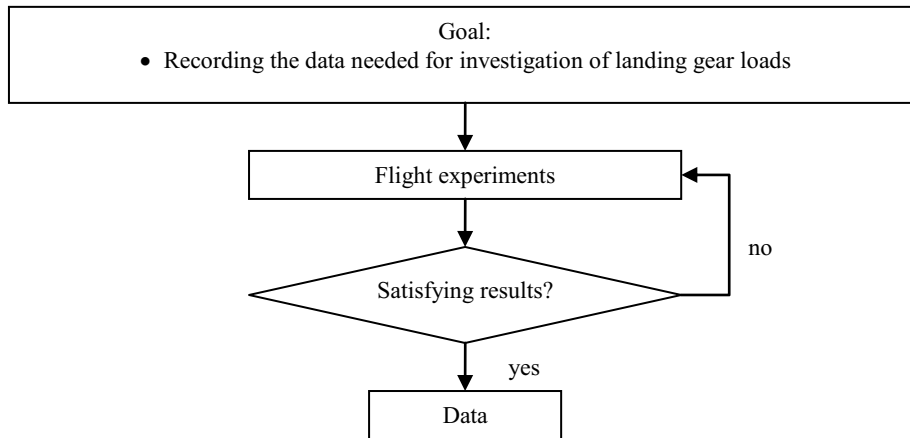 Goal:
• Recording the data needed for investigation of landing gear loads
Flight experiments
no
Satisfying results?
yes
Data